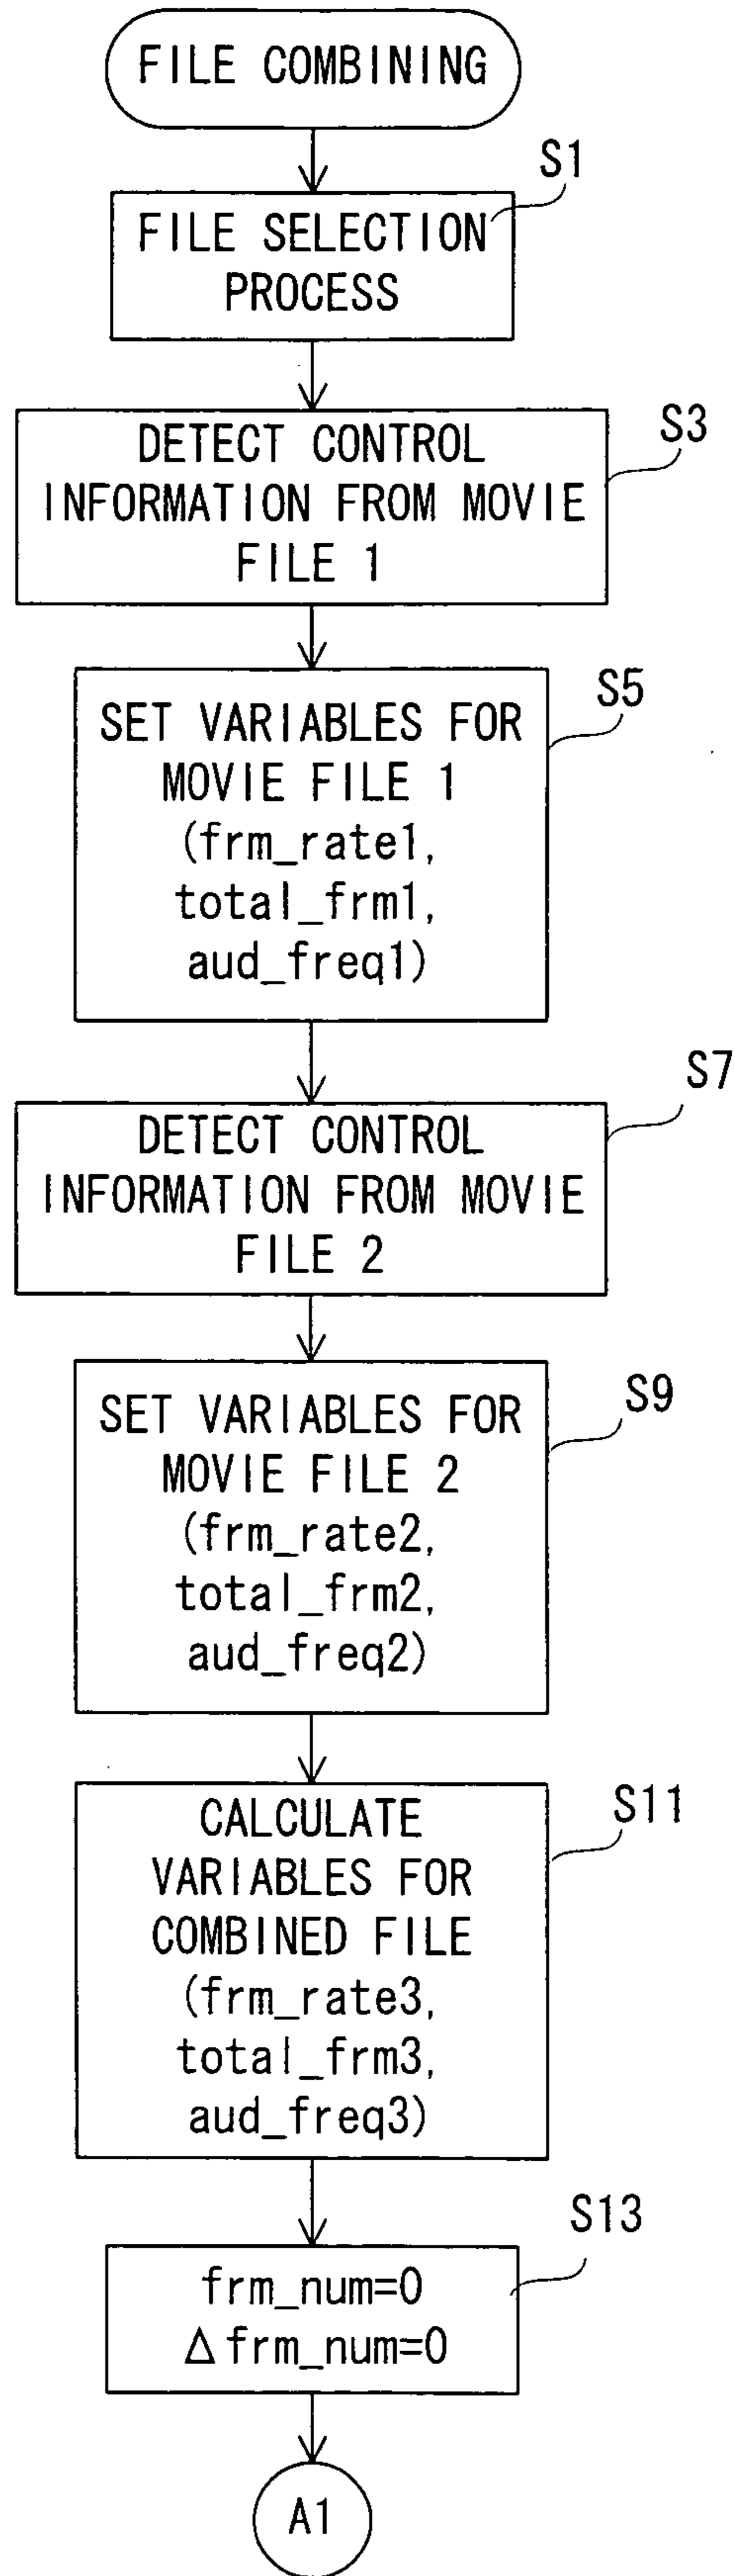 FILE COMBINING
S1
FILE SELECTION
PROCESS
S3
DETECT CONTROL
INFORMATION FROM MOVIE
FILE 1
S5
SET VARIABLES FOR
MOVIE FILE 1
(frm_rate1,
total_frm1,
aud_freq1)
S7
DETECT CONTROL
INFORMATION FROM MOVIE
FILE 2
S9
SET VARIABLES FOR
MOVIE FILE 2
(frm_rate2,
total_frm2,
aud_freq2)
S11
CALCULATE
VARIABLES FOR
COMBINED FILE
(frm_rate3,
total_frm3,
aud_freq3)
S13
frm_num=0
Δfrm_num=0
A1